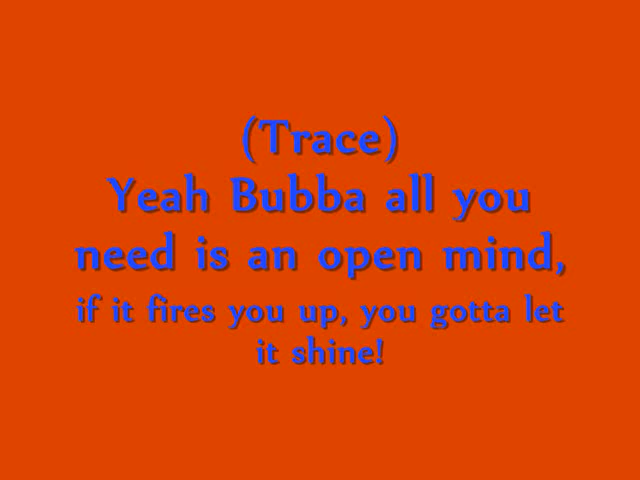 (Trace)
Yeah Bubba all you
need is an open mind,
if it fires you up, you gotta let
it shine!